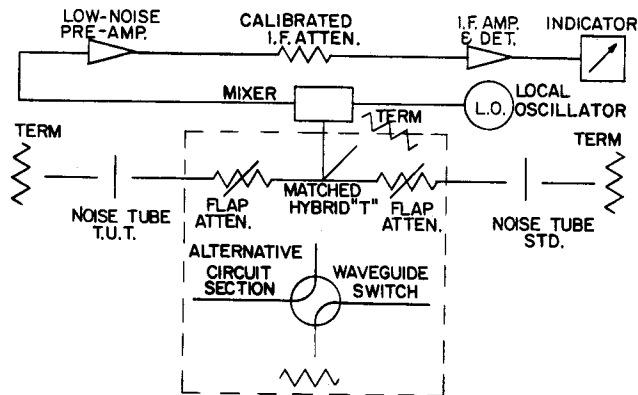 LOW-NOISE
PRE-AMP.
CALIBRATED
I.F. ATTEN.
I.F. AMP.
& DET.
INDICATOR
MIXER
L.O.
LOCAL
OSCILLATOR
TERM
TERM
TERM
NOISE TUBE
T.U.T.
FLAP
ATTEN.
MATCHED
HYBRID "T"
FLAP
ATTEN.
NOISE TUBE
STD.
ALTERNATIVE
CIRCUIT
SECTION
WAVEGUIDE
SWITCH